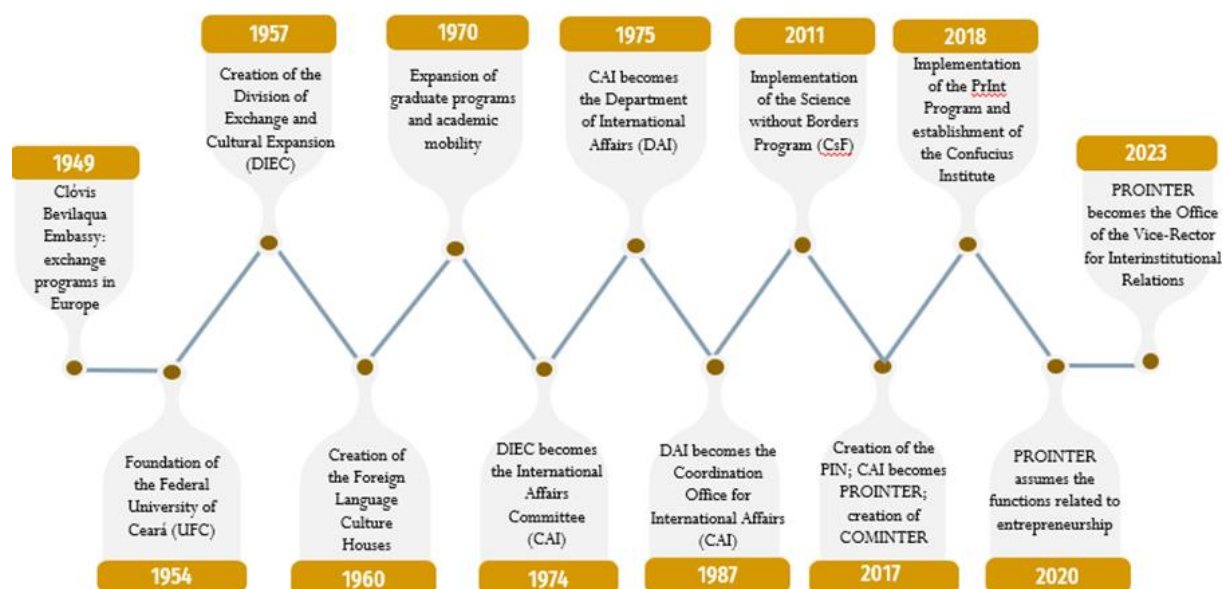 1949
Clóvis
Bevilaqua
Embassy:
exchange
programs in
Europe
Foundation of
the Federal
University of
Ceará (UFC)
1954
1957
Creation of the
Division of
Exchange and
Cultural Expansion
(DIEC)
Creation of
the Foreign
Language
Culture
Houses
1960
1970
Expansion of
graduate programs
and academic
mobility
DIEC becomes
the International
Affairs
Committee
(CAI)
1974
1975
CAI becomes
the Department
of International
Affairs (DAI)
DAI becomes the
Coordination
Office for
International Affairs
(CAI)
1987
2011
Implementation
of the Science
without Borders
Program (CsF)
Creation of the
PIN; CAI becomes
PROINTER;
creation of
COMINTER
2017
2018
Implementation
of the PrInt
Program and
establishment of
the Confucius
Institute
PROINTER
assumes the
functions related to
entrepreneurship
2020
2023
PROINTER
becomes the Office
of the Vice-Rector
for Interinstitutional
Relations